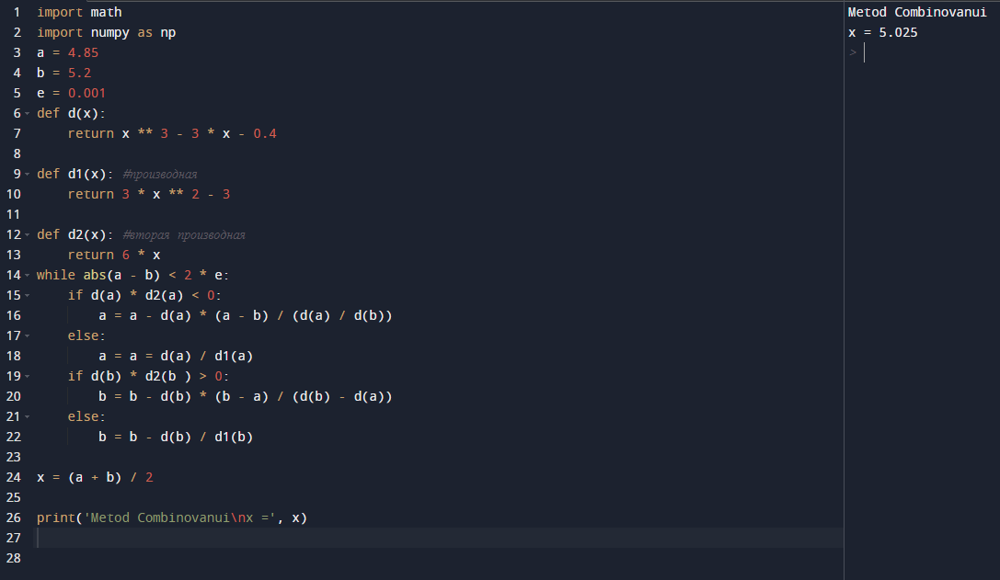 1 import math
2 import numpy as np
3 a = 4.85
4 b = 5.2
5 e = 0.001
6 def d(x):
7     return x ** 3 - 3 * x - 0.4
8
9 def d1(x): #производная
10     return 3 * x ** 2 - 3
11
12 def d2(x): #вторая производная
13     return 6 * x
14 while abs(a - b) < 2 * e:
15     if d(a) * d2(a) < 0:
16         a = a - d(a) * (a - b) / (d(a) / d(b))
17     else:
18         a = a = d(a) / d1(a)
19     if d(b) * d2(b ) > 0:
20         b = b - d(b) * (b - a) / (d(b) - d(a))
21     else:
22         b = b - d(b) / d1(b)
23
24 x = (a + b) / 2
25
26 print('Metod Combinovanui\nx =', x)
27
28
Metod Combinovanui
x = 5.025
>